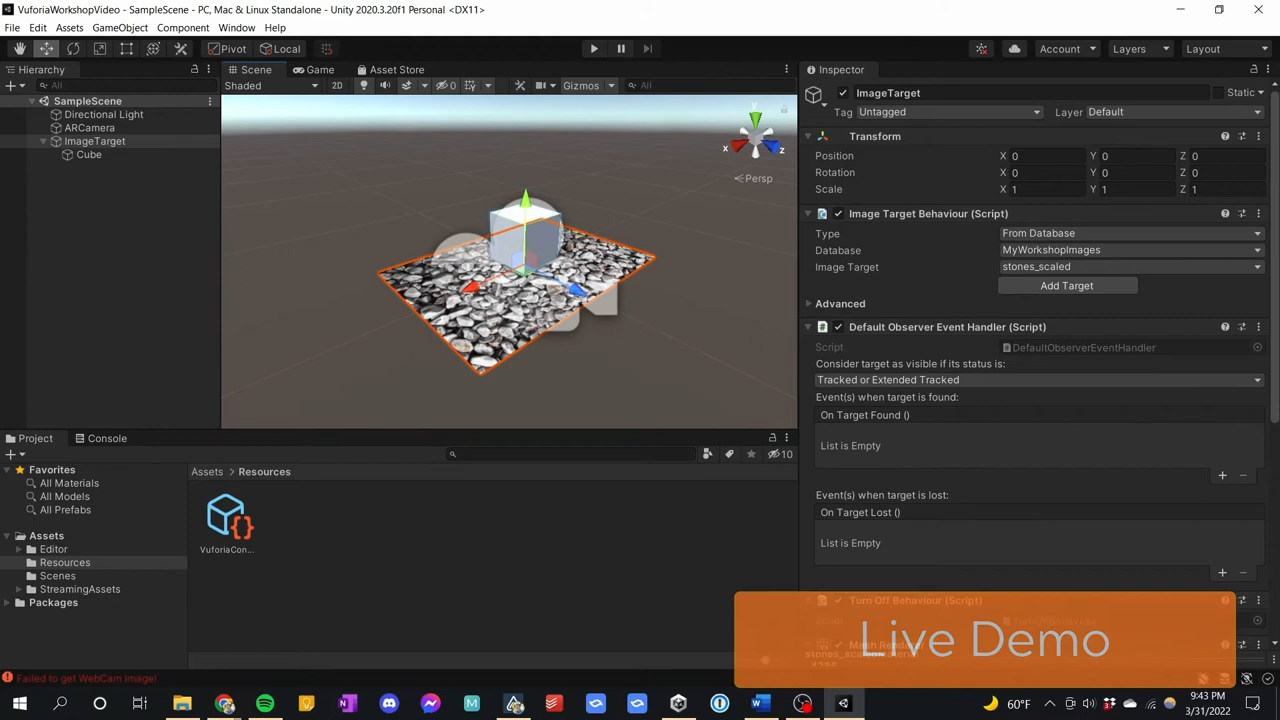 VuforiaWorkshopVideo - SampleScene - PC, Mac & Linux Standalone - Unity 2020.3.20f1 Personal <DX11>
File Edit Assets GameObject Component Window Help
Pivot Local Account Layers Layout
Hierarchy
All
SampleScene
Directional Light
ARCamera
ImageTarget
Cube
Scene Game Asset Store
Shaded 2D 0 Gizmos All
y
x z
Persp
Inspector
ImageTarget Static
Tag Untagged Layer Default
Transform
Position X 0 Y 0 Z 0
Rotation X 0 Y 0 Z 0
Scale X 1 Y 1 Z 1
Image Target Behaviour (Script)
Type From Database
Database MyWorkshopImages
Image Target stones_scaled
Add Target
Advanced
Default Observer Event Handler (Script)
Script DefaultObserverEventHandler
Consider target as visible if its status is:
Tracked or Extended Tracked
Event(s) when target is found:
On Target Found ()
List is Empty
Event(s) when target is lost:
On Target Lost ()
List is Empty
Turn Off Behaviour (Script)
Live Demo
Project Console
10
Favorites
All Materials
All Models
All Prefabs
Assets
Editor
Resources
Scenes
StreamingAssets
Packages
Assets > Resources
VuforiaCon...
Failed to get WebCam image!
60°F
9:43 PM
3/31/2022